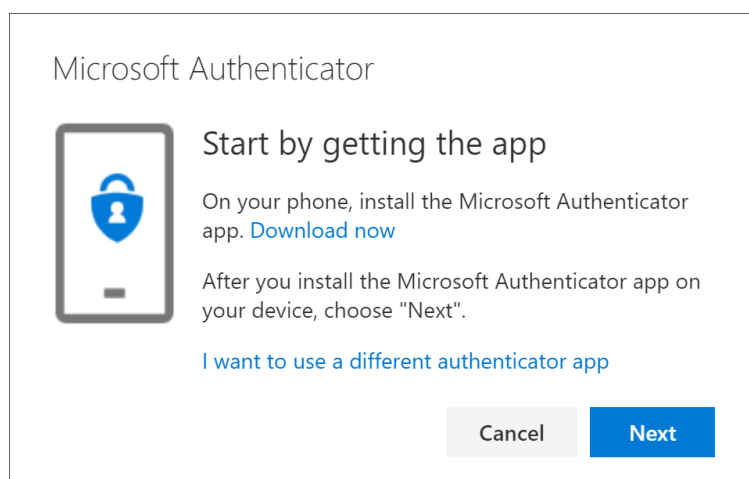 Microsoft Authenticator
Start by getting the app
On your phone, install the Microsoft Authenticator
app. Download now
After you install the Microsoft Authenticator app on
your device, choose "Next".
I want to use a different authenticator app
Cancel
Next